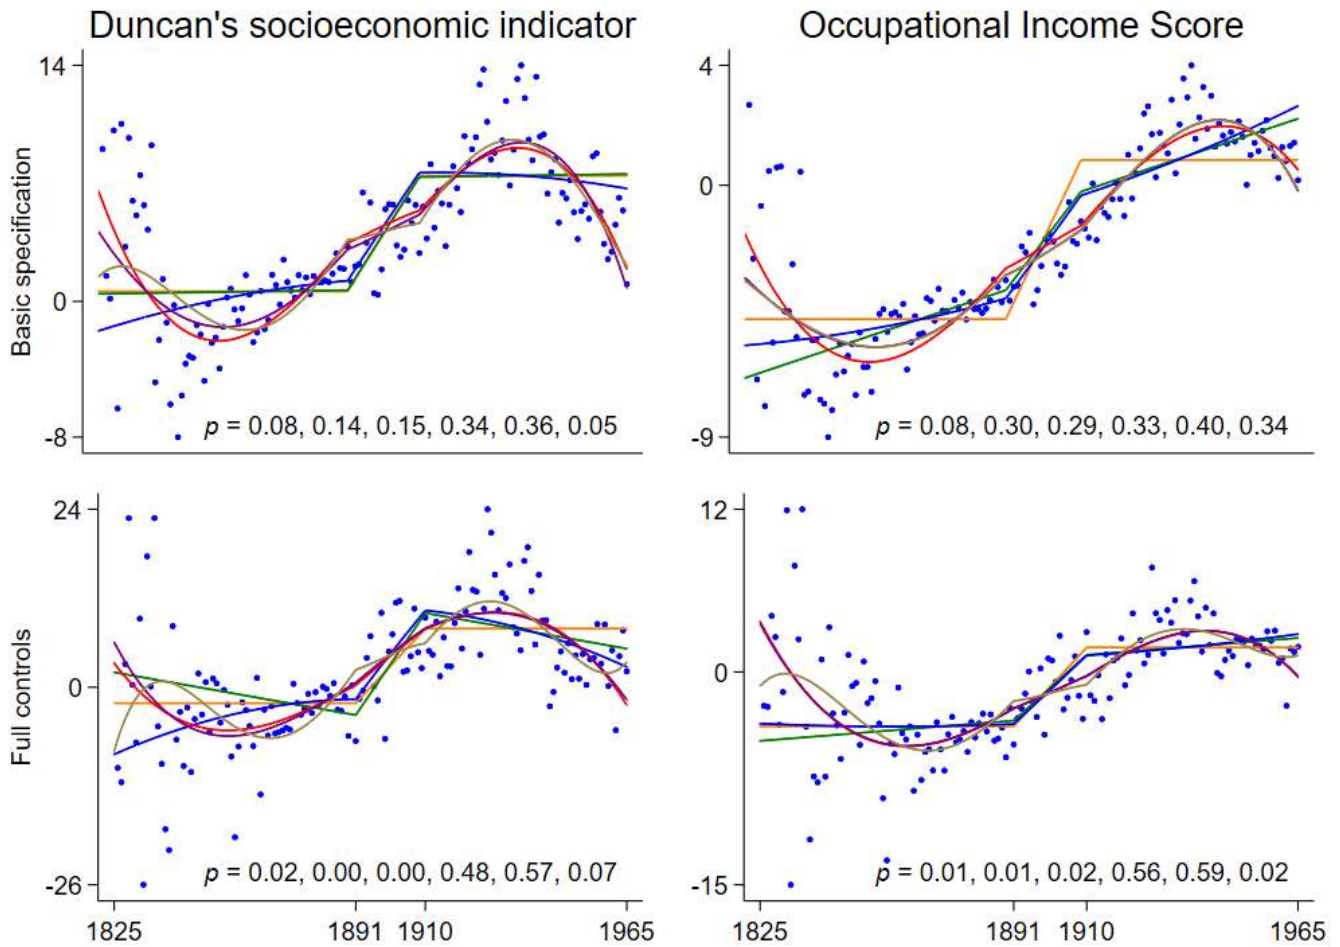 Duncan's socioeconomic indicator
Occupational Income Score
14
0
-8
Basic specification
p = 0.08, 0.14, 0.15, 0.34, 0.36, 0.05
4
0
-9
p = 0.08, 0.30, 0.29, 0.33, 0.40, 0.34
24
0
-26
Full controls
p = 0.02, 0.00, 0.00, 0.48, 0.57, 0.07
1825
1891
1910
1965
12
0
-15
p = 0.01, 0.01, 0.02, 0.56, 0.59, 0.02
1825
1891
1910
1965